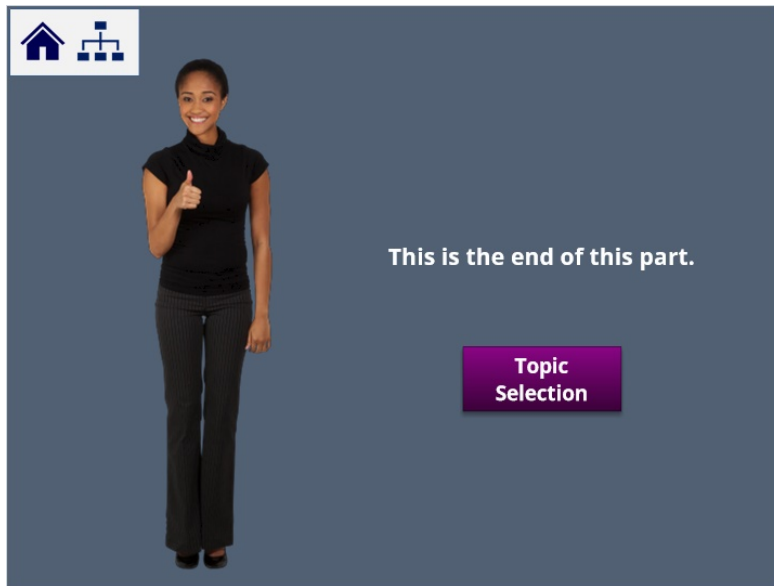 This is the end of this part.
Topic
Selection